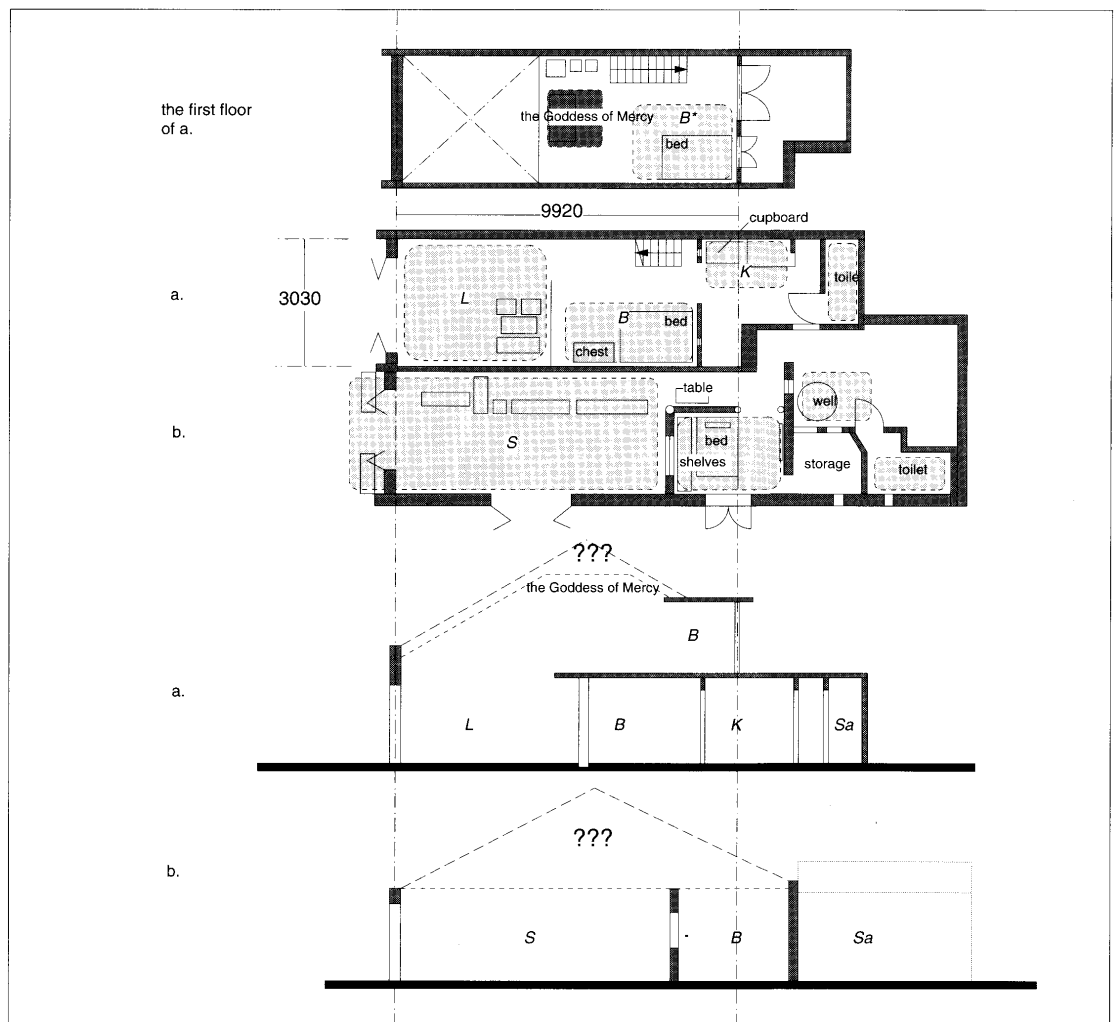 the first floor
of a.
the Goddess of Mercy
B*
bed
9920
cupboard
3030
a.
L
K
toile
B
bed
chest
table
b.
S
bed
shelves
well
storage
toilet
???
the Goddess of Mercy
B
a.
L
B
K
Sa
???
b.
S
B
Sa